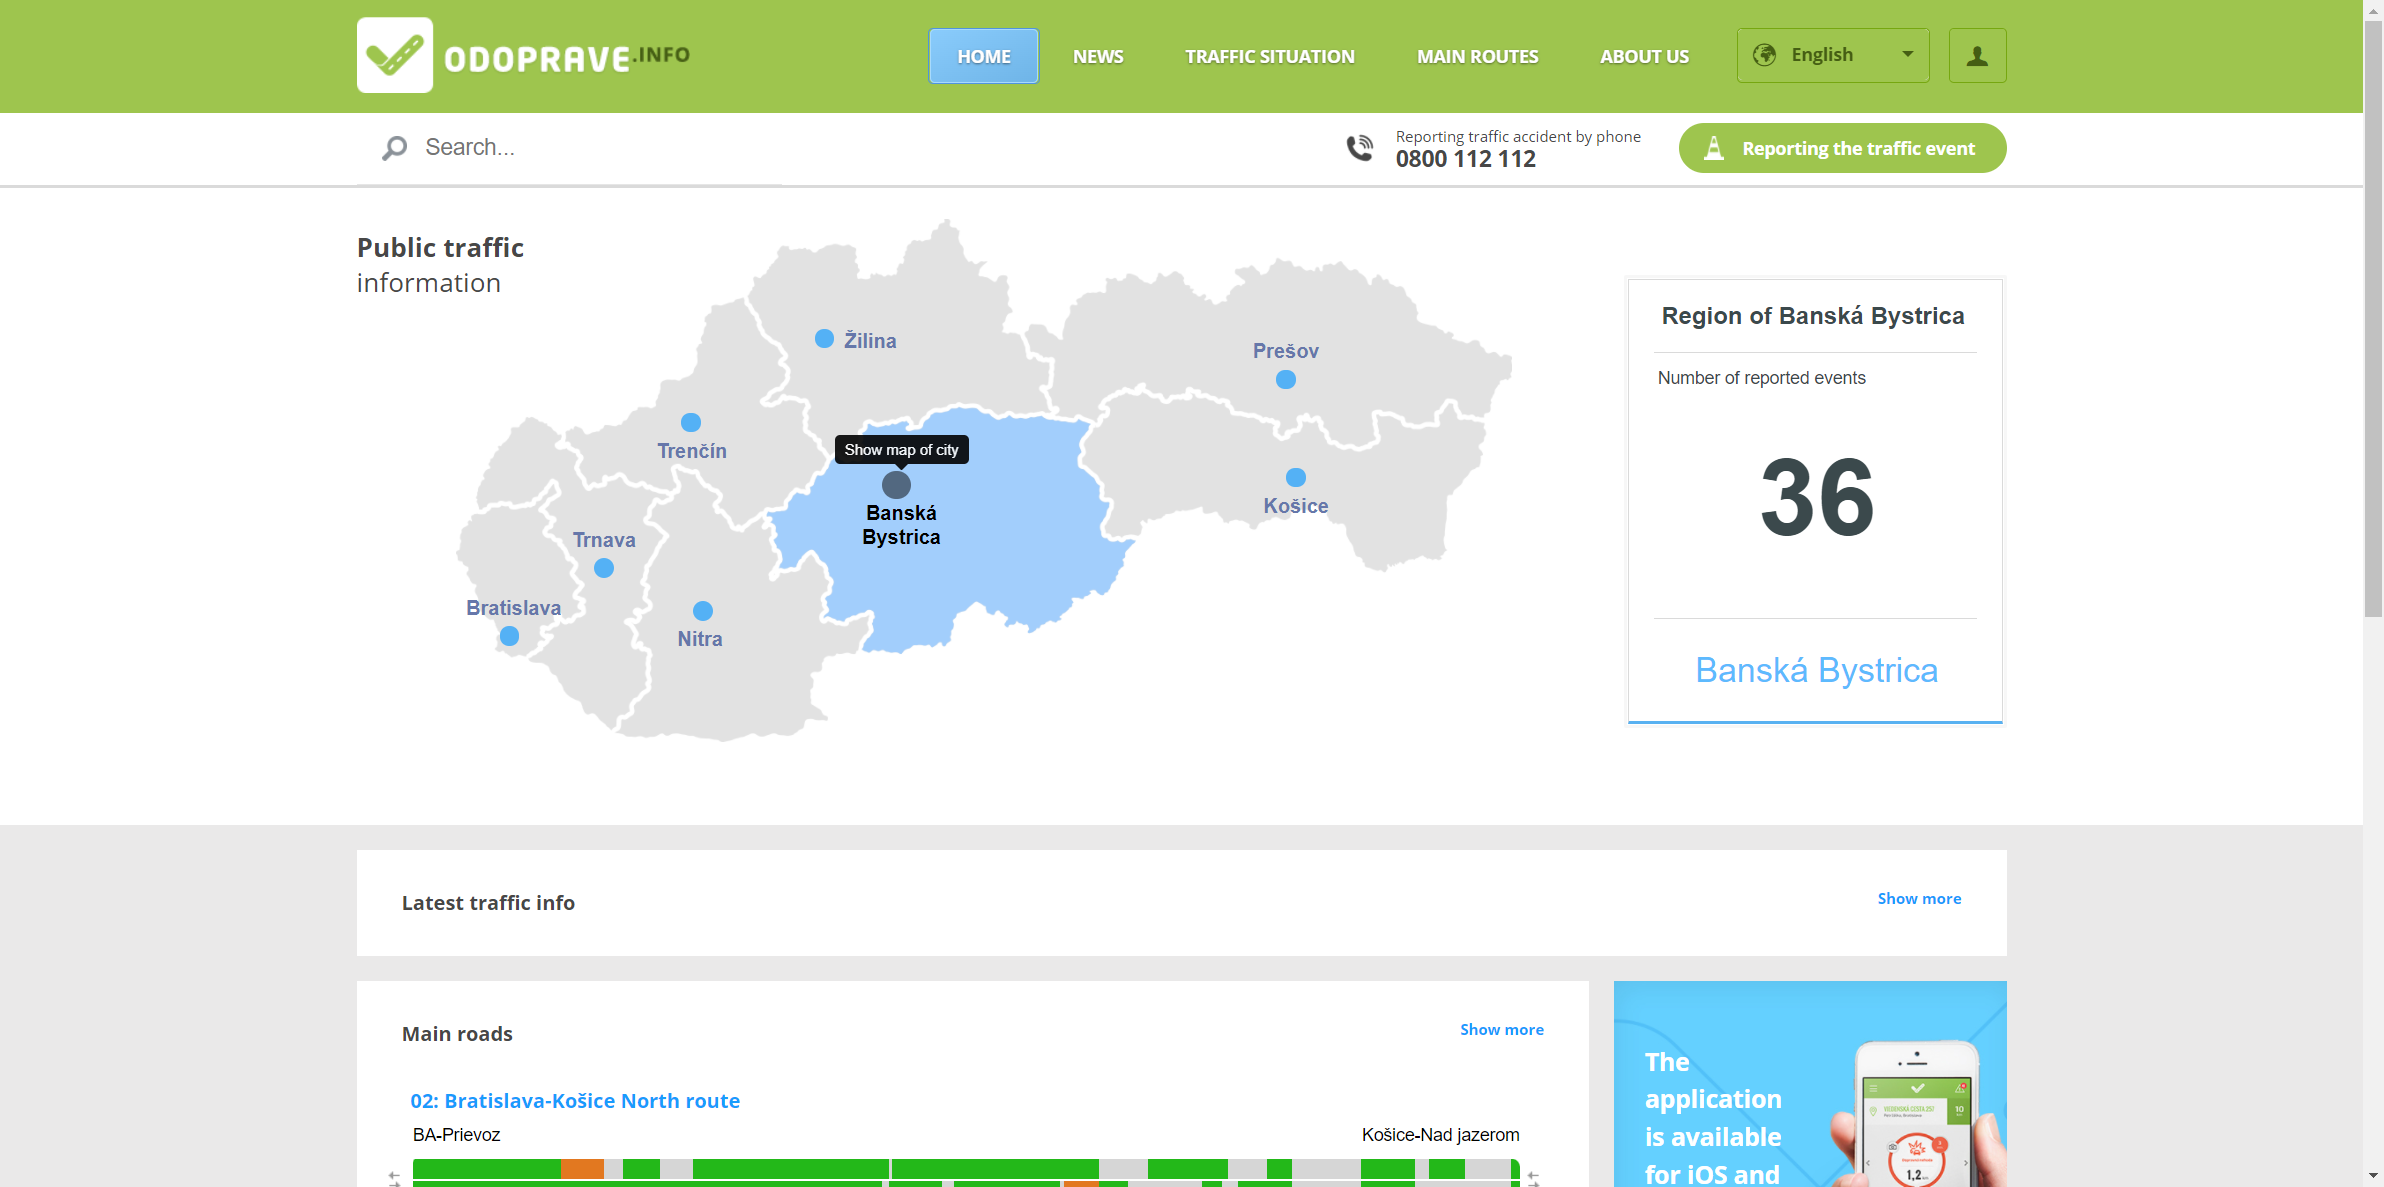 ODOPRAVE.INFO
HOME
NEWS
TRAFFIC SITUATION
MAIN ROUTES
ABOUT US
English
Search...
Reporting traffic accident by phone
0800 112 112
Reporting the traffic event
Public traffic
information
Žilina
Prešov
Trenčín
Show map of city
Košice
Banská
Bystrica
Trnava
Bratislava
Nitra
Region of Banská Bystrica
Number of reported events
36
Banská Bystrica
Latest traffic info
Show more
Main roads
Show more
02: Bratislava-Košice North route
BA-Prievoz
Košice-Nad jazerom
The
application
is available
for iOS and
10
1,2